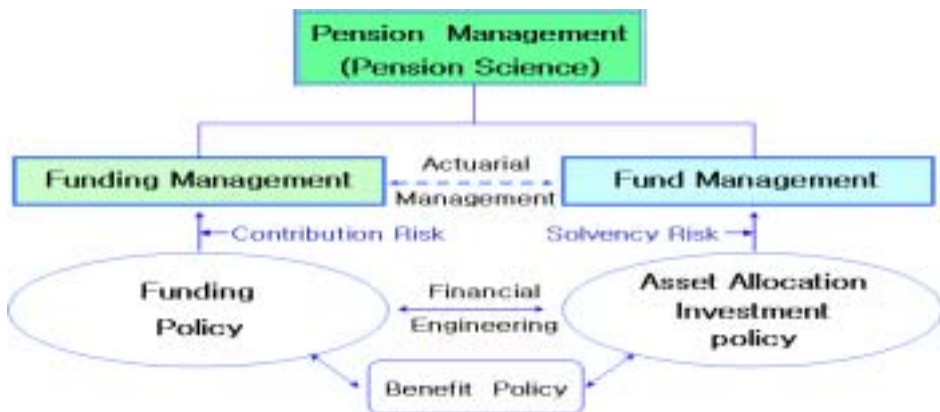 Pension Management
(Pension Science)
Funding Management
Actuarial
Management
Fund Management
Contribution Risk
Solvency Risk
Funding
Policy
Financial
Engineering
Asset Allocation
Investment
policy
Benefit Policy